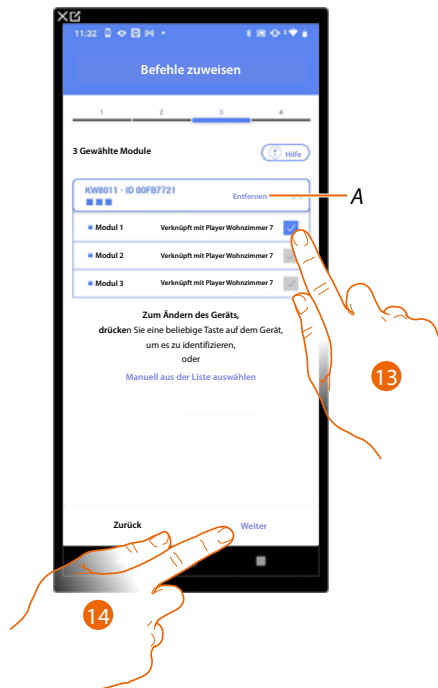 11:32
Befehle zuweisen
1 2 3 4
3 Gewählte Module
Hilfe
KW8011 - ID 00FB7721
Entfernen
A
Modul 1 Verknüpft mit Player Wohnzimmer 7
Modul 2 Verknüpft mit Player Wohnzimmer 7
Modul 3 Verknüpft mit Player Wohnzimmer 7
Zum Ändern des Geräts,
drücken Sie eine beliebige Taste auf dem Gerät,
um es zu identifizieren,
oder
Manuell aus der Liste auswählen
13
Zurück Weiter
14